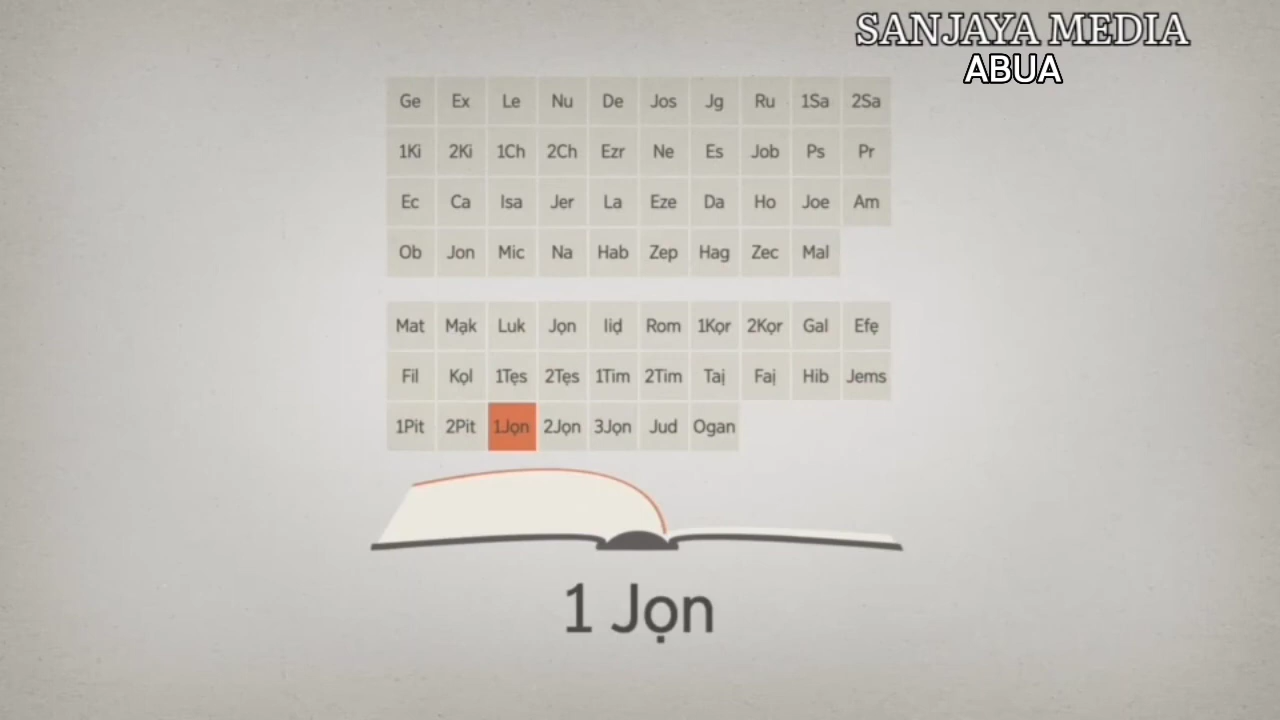 SANJAYA MEDIA
ABUA
Ge Ex Le Nu De Jos Jg Ru 1Sa 2Sa
1Ki 2Ki 1Ch 2Ch Ezr Ne Es Job Ps Pr
Ec Ca Isa Jer La Eze Da Ho Joe Am
Ob Jon Mic Na Hab Zep Hag Zec Mal
Mat Mạk Luk Jọn Iiḍ Rom 1Kọr 2Kọr Gal Efẹ
Fil Kọl 1Tẹs 2Tẹs 1Tim 2Tim Taị Faị Hib Jems
1Pit 2Pit 1Jọn 2Jọn 3Jọn Jud Ogan
1 Jọn